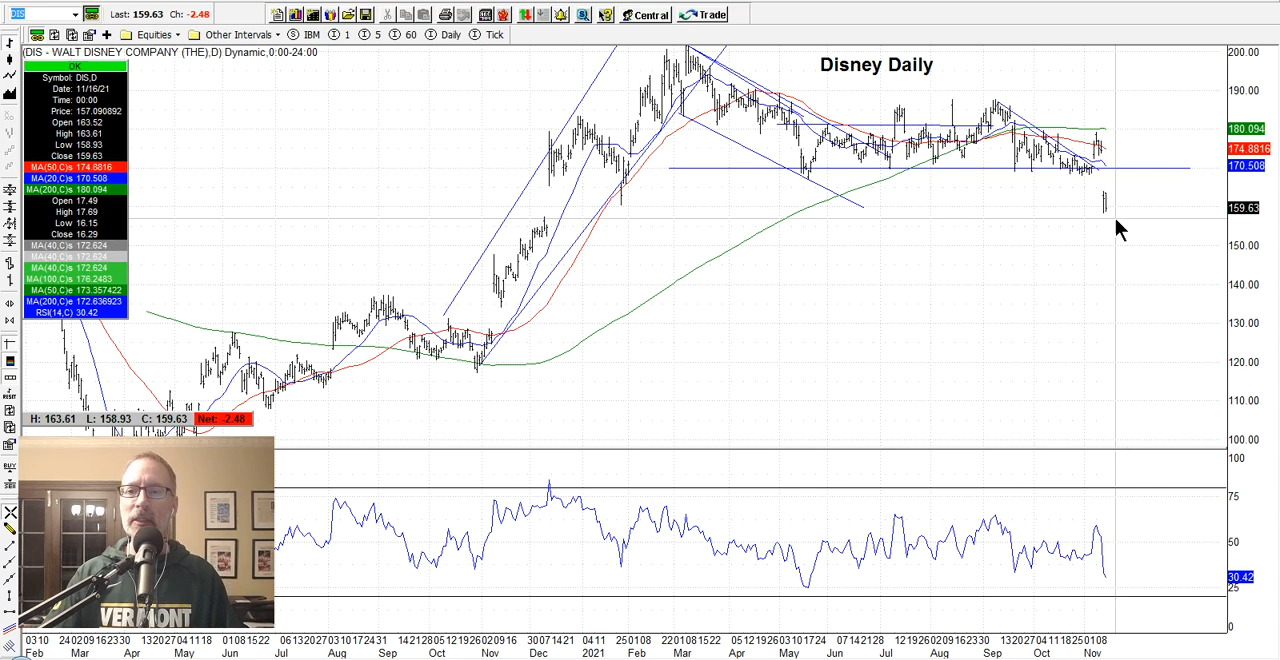 DIS Last: 159.63 Ch: -2.48 Central Trade
Equities Other Intervals S IBM I 1 I 5 I 60 I Daily I Tick
(DIS - WALT DISNEY COMPANY (THE),D) Dynamic,0:00-24:00
Disney Daily
OK
Symbol: DIS,D
Date: 11/16/21
Time: 00:00
Price: 157.090892
Open 163.52
High 163.61
Low 158.93
Close 159.63
MA(50,C)s 174.8816
MA(20,C)s 170.508
MA(200,C)s 180.094
Open 17.49
High 17.69
Low 16.15
Close 16.29
MA(40,C)s 172.624
MA(40,C)s 172.624
MA(40,C)s 172.624
MA(100,C)s 176.2483
MA(50,C)e 173.357422
MA(200,C)e 172.636923
RSI(14,C) 30.42
200.00
190.00
180.094
174.8816
170.508
159.63
150.00
140.00
130.00
120.00
110.00
100.00
H: 163.61 L: 158.93 C: 159.63 Net: -2.48
RESET
BUY
100
75
50
30.42
25
0
VERMONT
Feb Mar Apr May Jun Jul Aug Sep Oct Nov Dec 2021 Feb Mar Apr May Jun Jul Aug Sep Oct Nov